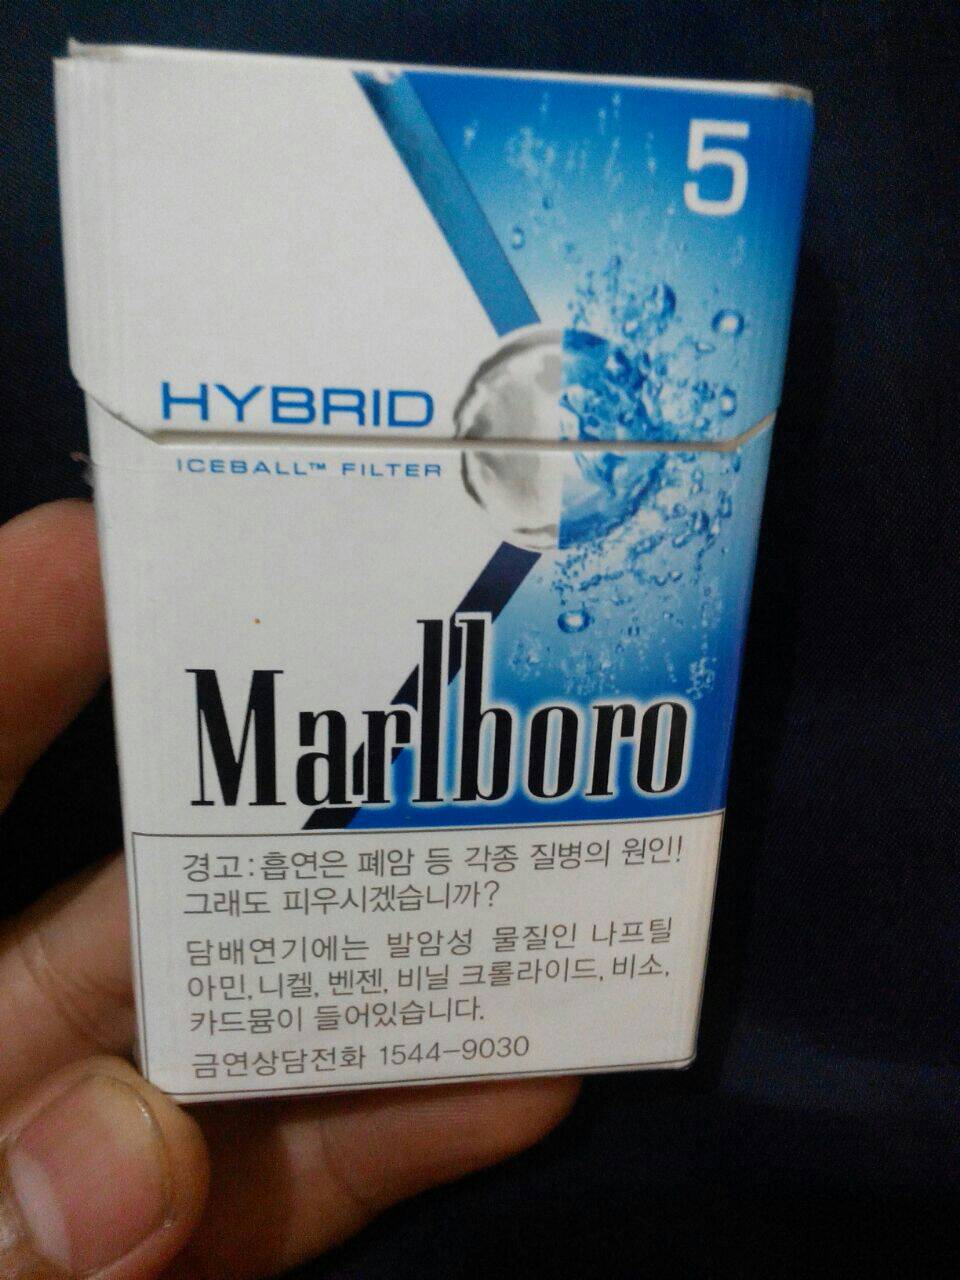 5
HYBRID
ICEBALL™ FILTER
Marlboro
경고:흡연은 폐암 등 각종 질병의 원인!
그래도 피우시겠습니까?
담배연기에는 발암성 물질인 나프틸
아민, 니켈, 벤젠, 비닐 크롤라이드, 비소,
카드뮴이 들어있습니다.
금연상담전화 1544-9030